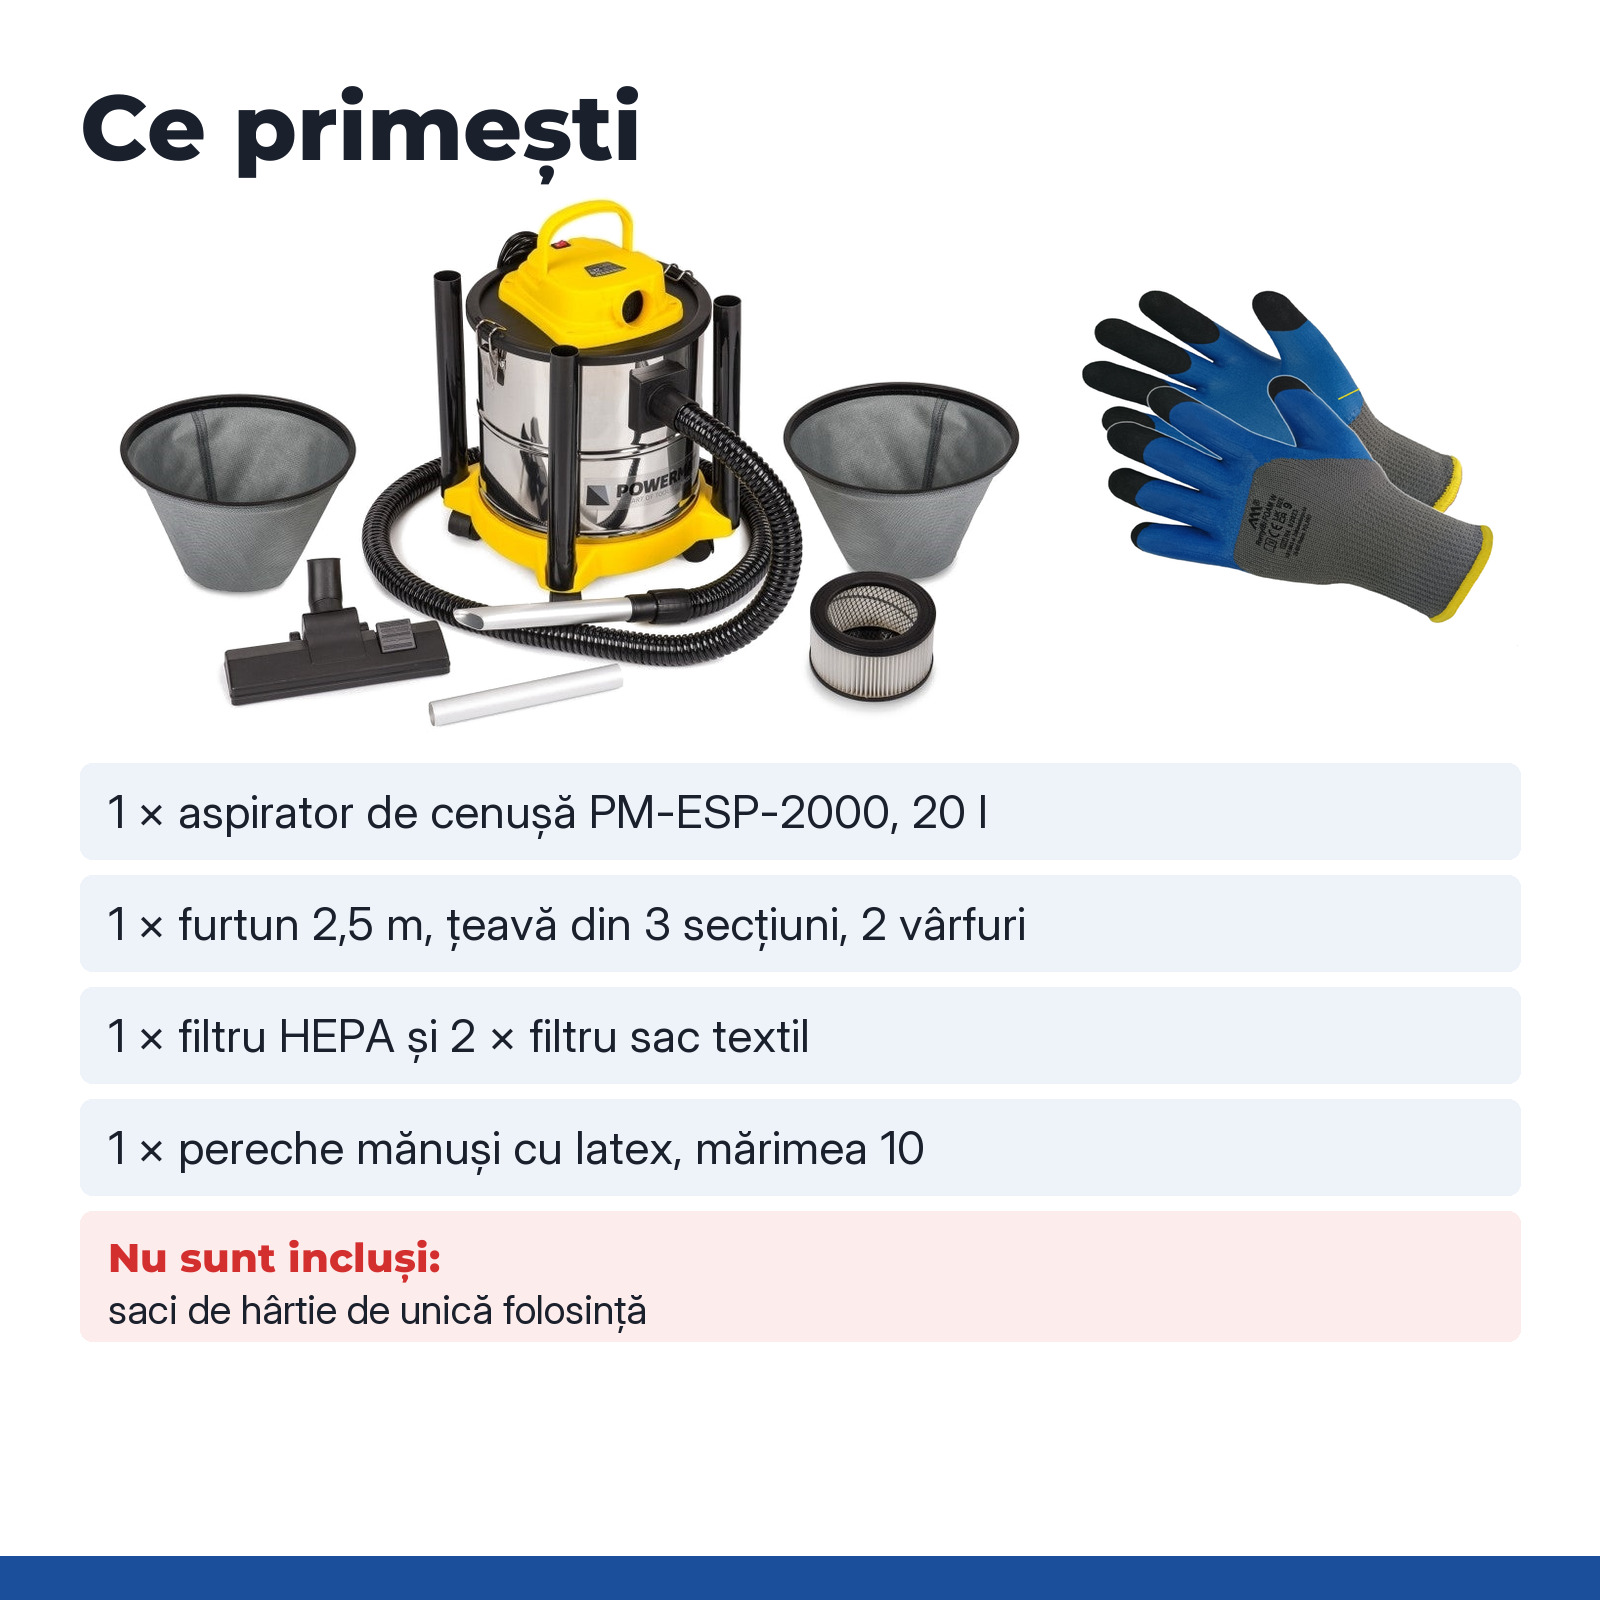 Ce primești
POWERM
1 × aspirator de cenușă PM-ESP-2000, 20 l
1 × furtun 2,5 m, țeavă din 3 secțiuni, 2 vârfuri
1 × filtru HEPA și 2 × filtru sac textil
1 × pereche mănuși cu latex, mărimea 10
Nu sunt incluși:
saci de hârtie de unică folosință